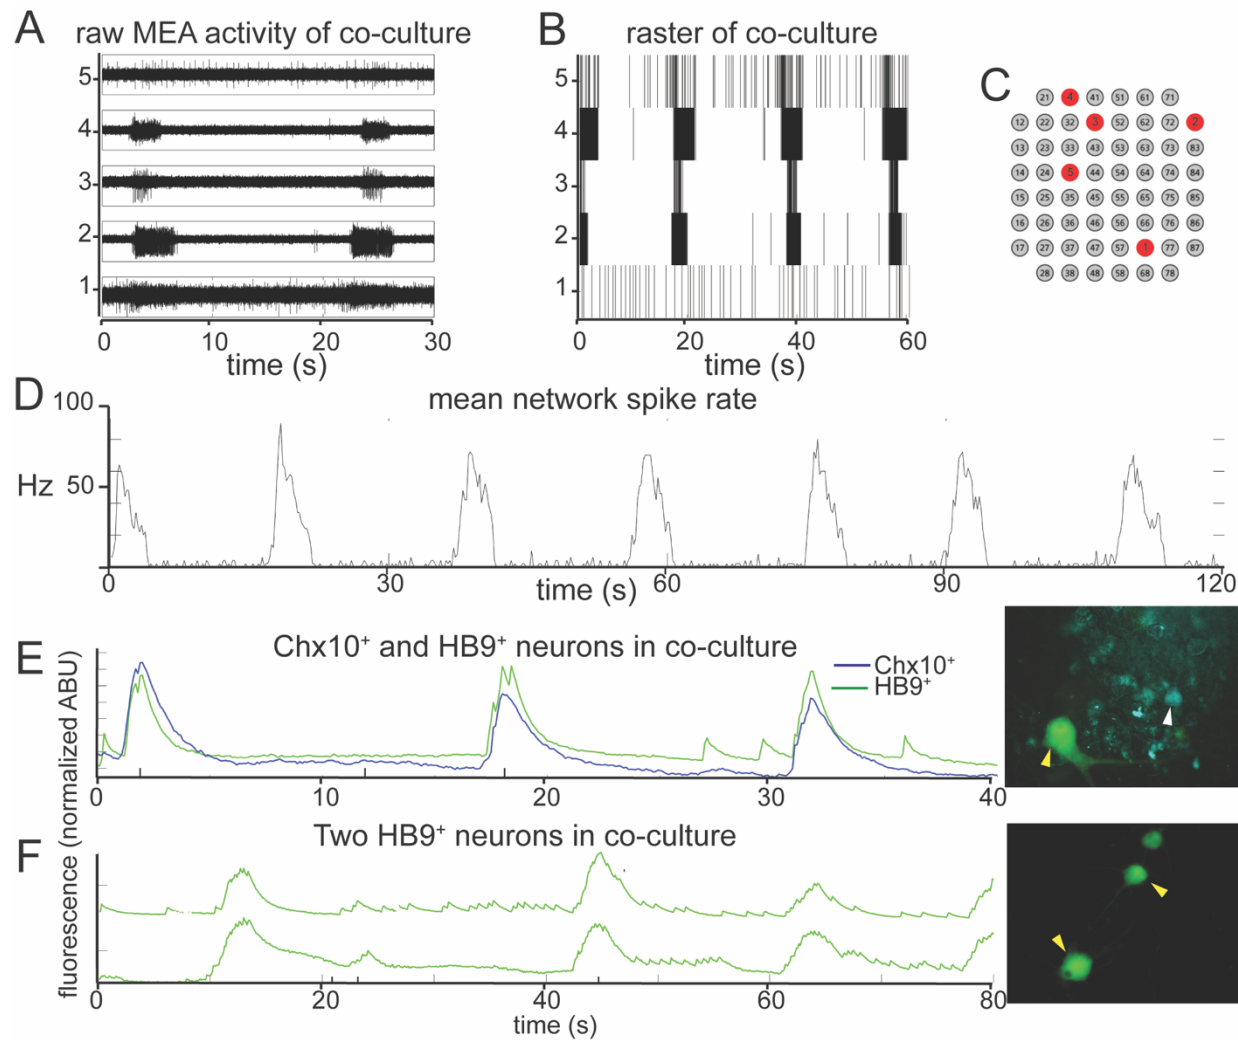 A raw MEA activity of co-culture
5
4
3
2
1
0 10 20 30
time (s)
B raster of co-culture
5
4
3
2
1
0 20 40 60
time (s)
C
21 4 41 51 61 71
12 22 32 3 52 62 72 2
13 23 33 43 53 63 73 83
14 24 5 44 54 64 74 84
15 25 35 45 55 65 75 85
16 26 36 46 56 66 76 86
17 27 37 47 57 1 77 87
28 38 48 58 68 78
D mean network spike rate
100
Hz 50
0 30 60 90 120
time (s)
E Chx10⁺ and HB9⁺ neurons in co-culture
Chx10⁺
HB9⁺
0 10 20 30 40
F Two HB9⁺ neurons in co-culture
fluorescence (normalized ABU)
0 20 40 60 80
time (s)